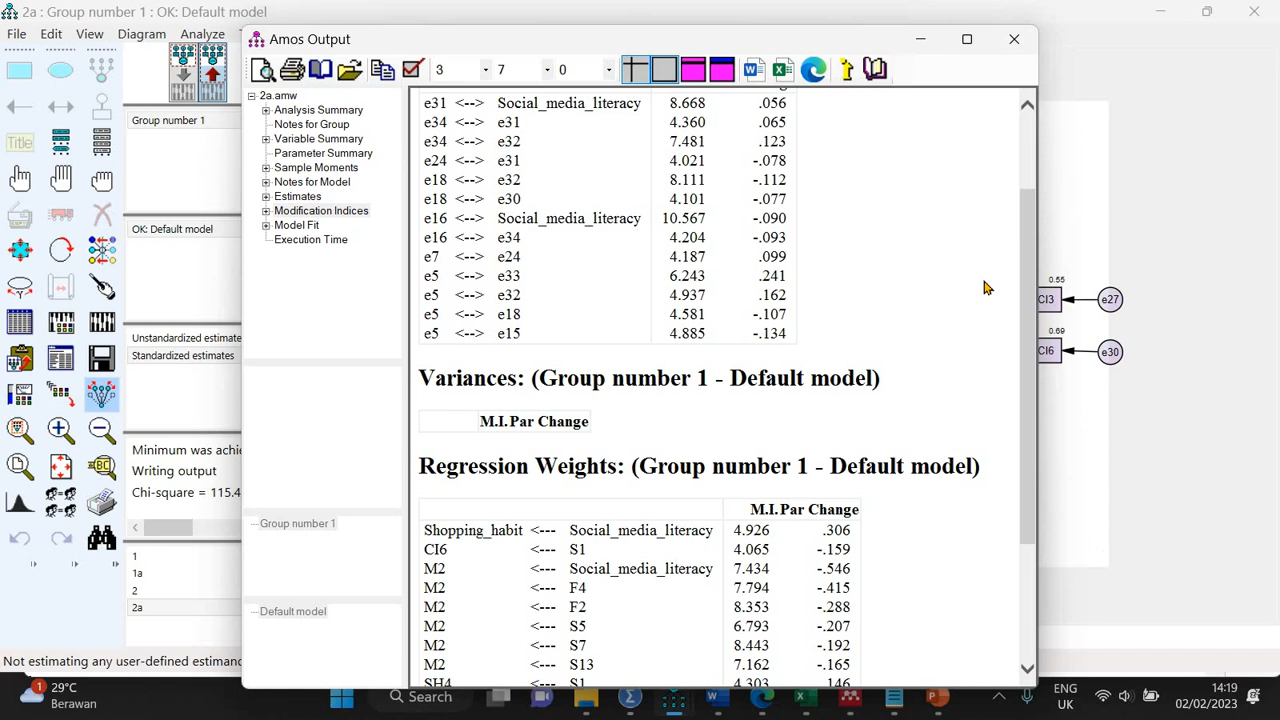 2a : Group number 1 : OK: Default model
File Edit View Diagram Analyze
Amos Output
3 7 0
Title
Group number 1
OK: Default model
Unstandardized estimate
Standardized estimates
Minimum was achie
Writing output
Chi-square = 115.4
1
1a
2
2a
Not estimating any user-defined estimand
2a.amw
Analysis Summary
Notes for Group
Variable Summary
Parameter Summary
Sample Moments
Notes for Model
Estimates
Modification Indices
Model Fit
Execution Time
Group number 1
Default model
e31 <--> Social_media_literacy 8.668 .056
e34 <--> e31 4.360 .065
e34 <--> e32 7.481 .123
e24 <--> e31 4.021 -.078
e18 <--> e32 8.111 -.112
e18 <--> e30 4.101 -.077
e16 <--> Social_media_literacy 10.567 -.090
e16 <--> e34 4.204 -.093
e7 <--> e24 4.187 .099
e5 <--> e33 6.243 .241
e5 <--> e32 4.937 .162
e5 <--> e18 4.581 -.107
e5 <--> e15 4.885 -.134
Variances: (Group number 1 - Default model)
M.I. Par Change
Regression Weights: (Group number 1 - Default model)
M.I. Par Change
Shopping_habit <--- Social_media_literacy 4.926 .306
CI6 <--- S1 4.065 -.159
M2 <--- Social_media_literacy 7.434 -.546
M2 <--- F4 7.794 -.415
M2 <--- F2 8.353 -.288
M2 <--- S5 6.793 -.207
M2 <--- S7 8.443 -.192
M2 <--- S13 7.162 -.165
SH4 <--- S1 4.303 .146
0.55
CI3 e27
0.69
CI6 e30
1
29°C
Berawan
Search
ENG
UK
14:19
02/02/2023